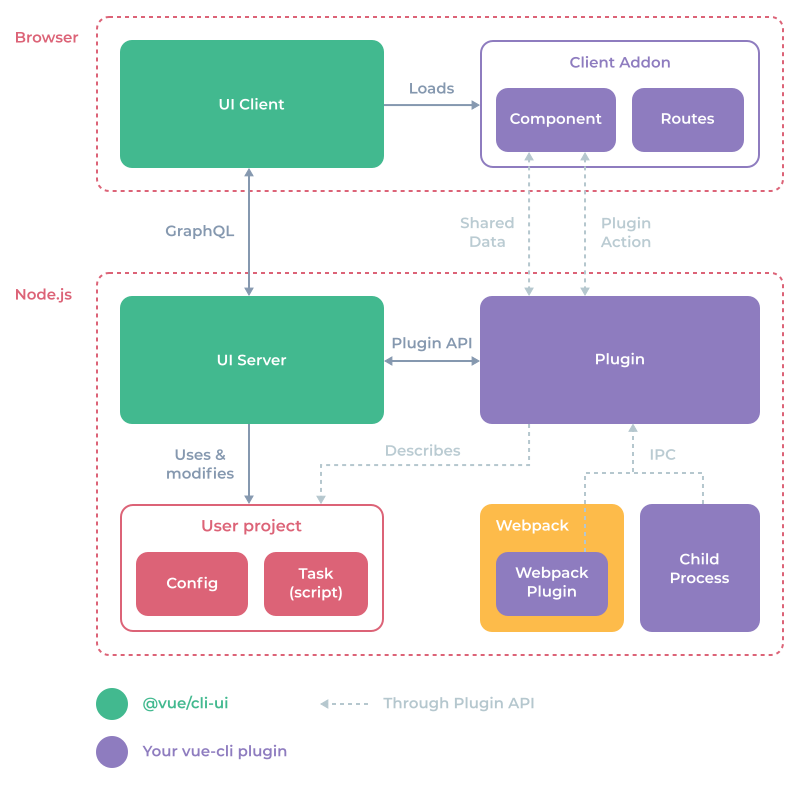 Browser
UI Client
Loads
Client Addon
Component
Routes
GraphQL
Shared
Data
Plugin
Action
Node.js
UI Server
Plugin API
Plugin
Uses &
modifies
Describes
IPC
User project
Config
Task
(script)
Webpack
Webpack
Plugin
Child
Process
@vue/cli-ui
Through Plugin API
Your vue-cli plugin